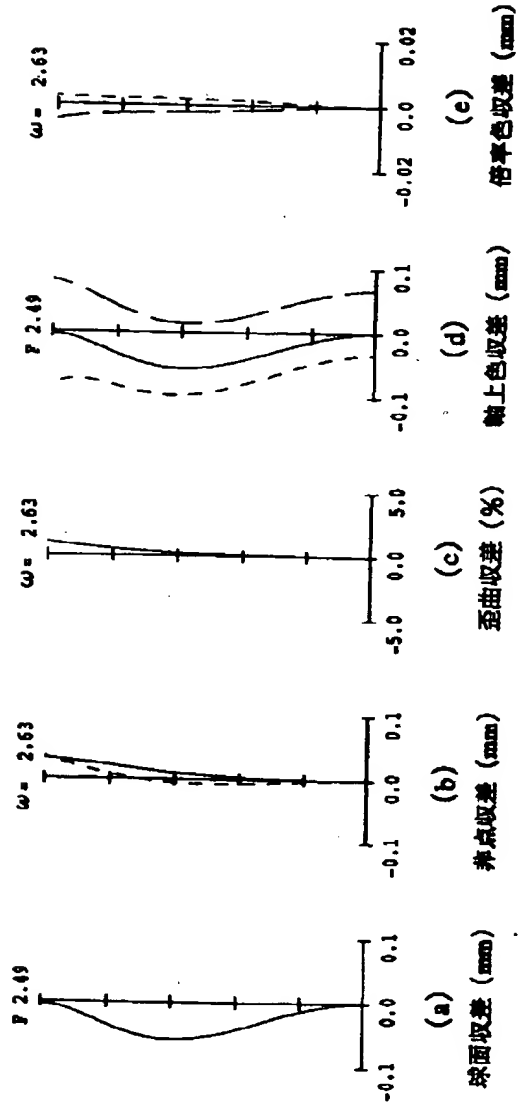 F 2.49
-0.1 0.0 0.1
(a)
球面収差 (mm)
ω= 2.63
-0.1 0.0 0.1
(b)
非点収差 (mm)
ω= 2.63
-5.0 0.0 5.0
(c)
歪曲収差 (%)
F 2.49
-0.1 0.0 0.1
(d)
軸上色収差 (mm)
ω= 2.63
-0.02 0.0 0.02
(e)
倍率色収差 (mm)